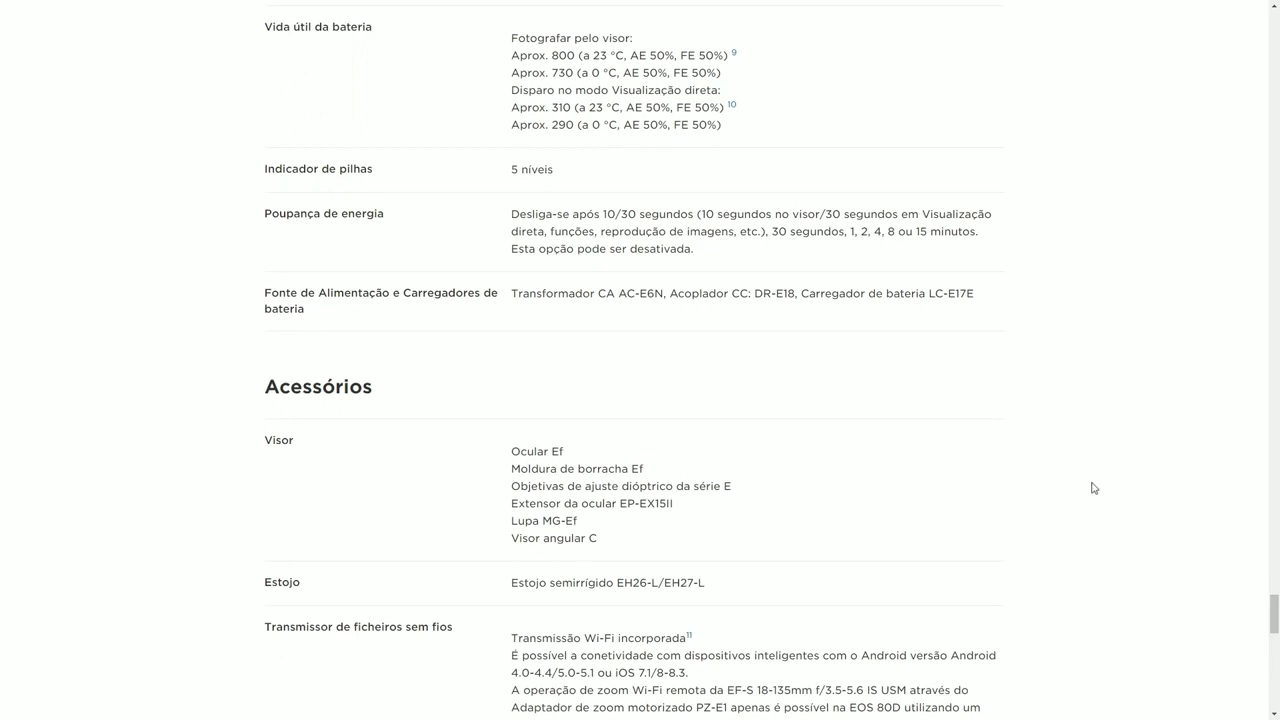 Vida útil da bateria
Fotografar pelo visor:
Aprox. 800 (a 23 °C, AE 50%, FE 50%) 9
Aprox. 730 (a 0 °C, AE 50%, FE 50%)
Disparo no modo Visualização direta:
Aprox. 310 (a 23 °C, AE 50%, FE 50%) 10
Aprox. 290 (a 0 °C, AE 50%, FE 50%)
Indicador de pilhas
5 níveis
Poupança de energia
Desliga-se após 10/30 segundos (10 segundos no visor/30 segundos em Visualização
direta, funções, reprodução de imagens, etc.), 30 segundos, 1, 2, 4, 8 ou 15 minutos.
Esta opção pode ser desativada.
Fonte de Alimentação e Carregadores de
bateria
Transformador CA AC-E6N, Acoplador CC: DR-E18, Carregador de bateria LC-E17E
Acessórios
Visor
Ocular Ef
Moldura de borracha Ef
Objetivas de ajuste dióptrico da série E
Extensor da ocular EP-EX15II
Lupa MG-Ef
Visor angular C
Estojo
Estojo semirrígido EH26-L/EH27-L
Transmissor de ficheiros sem fios
Transmissão Wi-Fi incorporada11
É possível a conetividade com dispositivos inteligentes com o Android versão Android
4.0-4.4/5.0-5.1 ou iOS 7.1/8-8.3.
A operação de zoom Wi-Fi remota da EF-S 18-135mm f/3.5-5.6 IS USM através do
Adaptador de zoom motorizado PZ-E1 apenas é possível na EOS 80D utilizando um